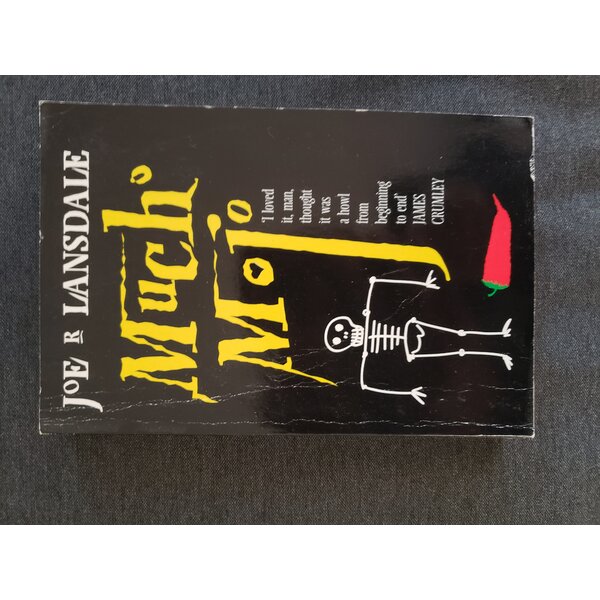 JOE R LANSDALE
Mucho
Mojo
'I loved
it, man,
thought
it was
a howl
from
beginning
to end'
JAMES
CRUMLEY